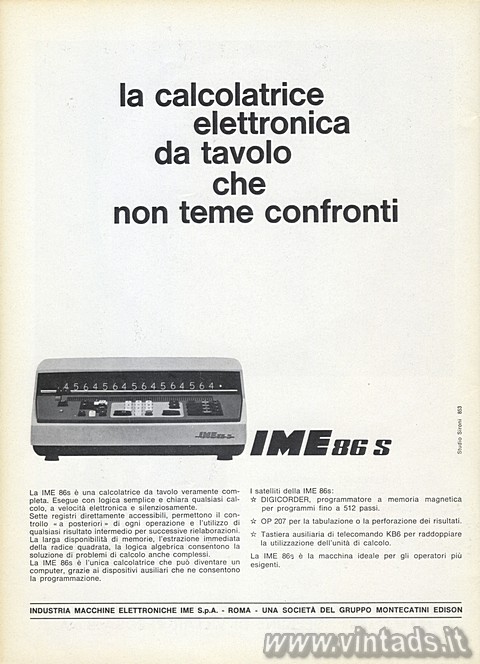 la calcolatrice
elettronica
da tavolo
che
non teme confronti
4564564564564564
IME 86 S
IME 86 S
Studio Sironi 853
La IME 86s è una calcolatrice da tavolo veramente com-
pleta. Esegue con logica semplice e chiara qualsiasi cal-
colo, a velocità elettronica e silenziosamente.
Sette registri direttamente accessibili, permettono il con-
trollo « a posteriori » di ogni operazione e l'utilizzo di
qualsiasi risultato intermedio per successive rielaborazioni.
La larga disponibilità di memorie, l'estrazione immediata
della radice quadrata, la logica algebrica consentono la
soluzione di problemi di calcolo anche complessi.
La IME 86s è l'unica calcolatrice che può diventare un
computer, grazie ai dispositivi ausiliari che ne consentono
la programmazione.
I satelliti della IME 86s:
☆ DIGICORDER, programmatore a memoria magnetica
per programmi fino a 512 passi.
☆ OP 207 per la tabulazione o la perforazione dei risultati.
☆ Tastiera ausiliaria di telecomando KB6 per raddoppiare
la utilizzazione dell'unità di calcolo.
La IME 86s è la macchina ideale per gli operatori più
esigenti.
INDUSTRIA MACCHINE ELETTRONICHE IME S.p.A. - ROMA - UNA SOCIETÀ DEL GRUPPO MONTECATINI EDISON
www.vintads.it